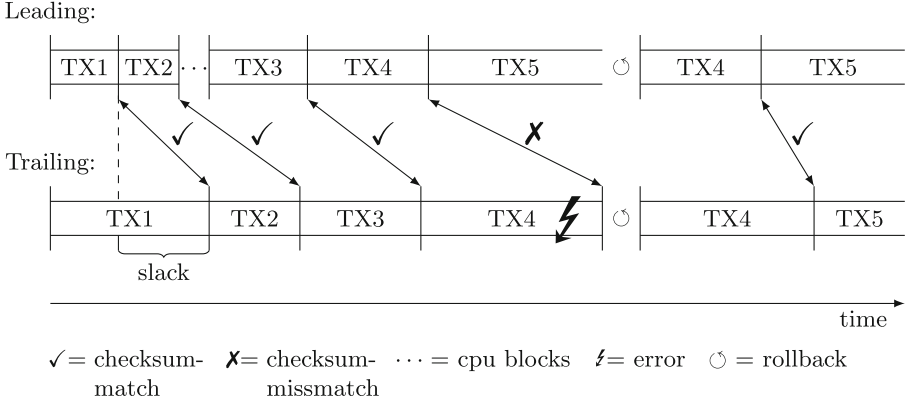 Leading:
TX1 TX2 ··· TX3 TX4 TX5 TX4 TX5
✓ ✓ ✓ ✗ ✓
Trailing:
TX1 TX2 TX3 TX4 TX4 TX5
slack
time
✓= checksum- ✗= checksum- ··· = cpu blocks = error = rollback
match missmatch